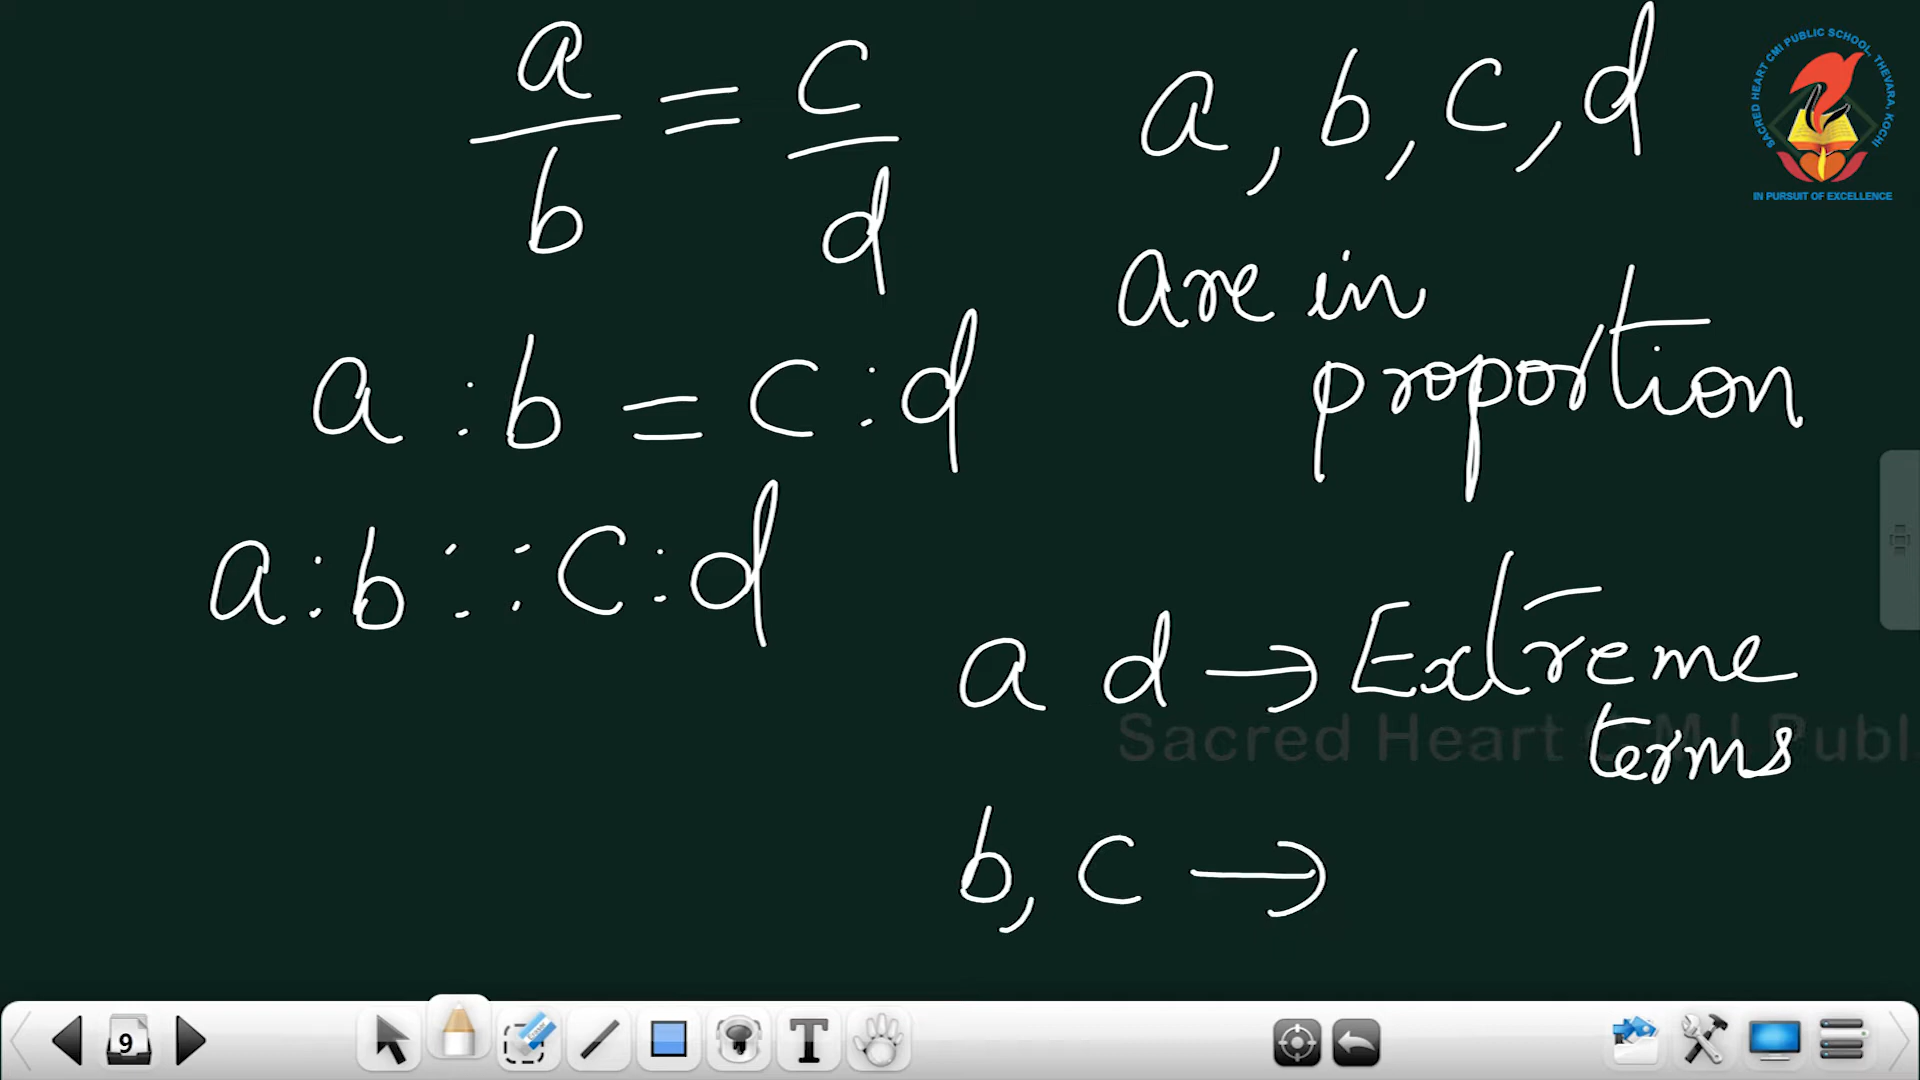 a/b = c/d
a : b = c : d
a : b :: c : d
a, b, c, d
are in
proportion
a d → Extreme
terms
b, c →
SACRED HEART CMI PUBLIC SCHOOL, THEVARA, KOCHI
IN PURSUIT OF EXCELLENCE
Sacred Heart C M I Publ
9
T